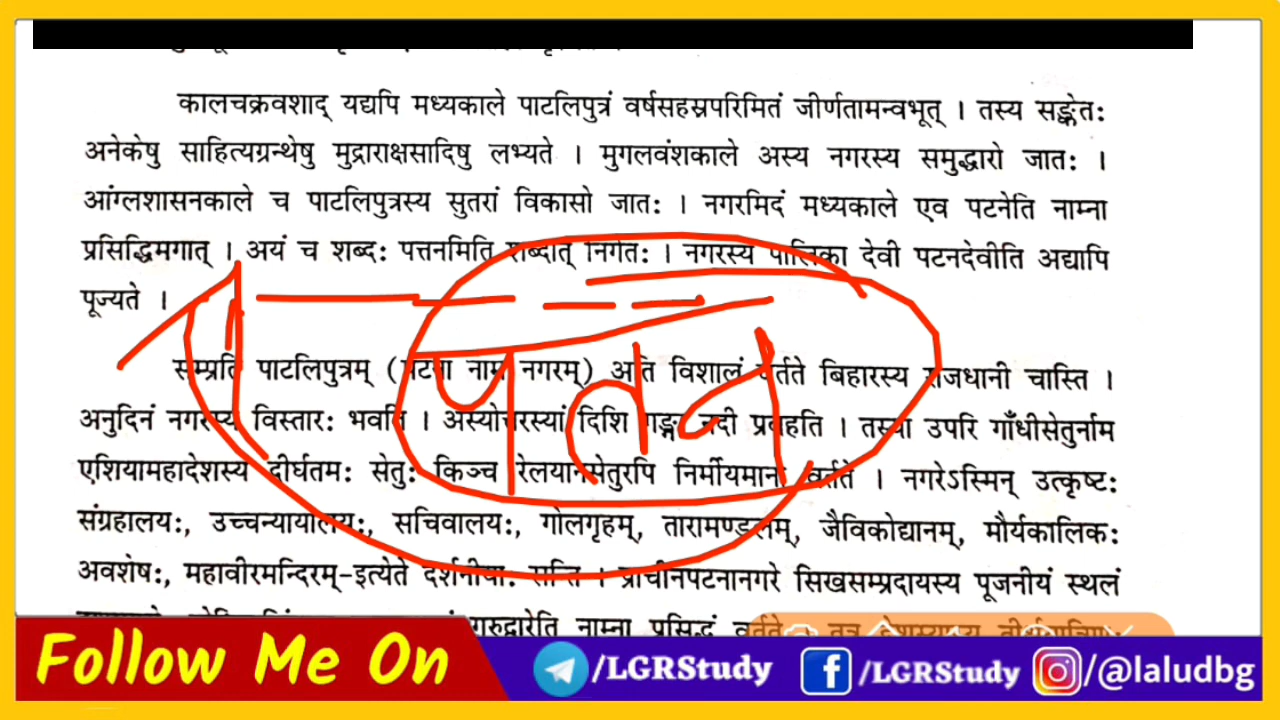 कालचक्रवशाद् यद्यपि मध्यकाले पाटलिपुत्रं वर्षसहस्रपरिमितं जीर्णतामन्वभूत् । तस्य सङ्केतः
अनेकेषु साहित्यग्रन्थेषु मुद्राराक्षसादिषु लभ्यते । मुगलवंशकाले अस्य नगरस्य समुद्धारो जातः ।
आंग्लशासनकाले च पाटलिपुत्रस्य सुतरां विकासो जातः । नगरमिदं मध्यकाले एव पटनेति नाम्ना
प्रसिद्धिमगात् । अयं च शब्दः पत्तनमिति शब्दात् निर्गतः । नगरस्य पालिका देवी पटनदेवीति अद्यापि
पूज्यते ।
सम्प्रति पाटलिपुत्रम् (पटना नाम नगरम्) अति विशालं वर्तते बिहारस्य राजधानी चास्ति ।
अनुदिनं नगरस्य विस्तारः भवति । अस्योत्तरस्यां दिशि गङ्गा नदी प्रवहति । तस्या उपरि गाँधीसेतुर्नाम
एशियामहादेशस्य दीर्घतमः सेतुः किञ्च रेलयानसेतुरपि निर्मीयमानो वर्तते । नगरेऽस्मिन् उत्कृष्टः
संग्रहालयः, उच्चन्यायालयः, सचिवालयः, गोलगृहम्, तारामण्डलम्, जैविकोद्यानम्, मौर्यकालिकः
अवशेषः, महावीरमन्दिरम्-इत्येते दर्शनीयाः सन्ति । प्राचीनपटनानगरे सिखसम्प्रदायस्य पूजनीयं स्थलं
गुरुद्वारेति नाम्ना प्रसिद्धं वर्तते
Follow Me On /LGRStudy /LGRStudy /@laludbg